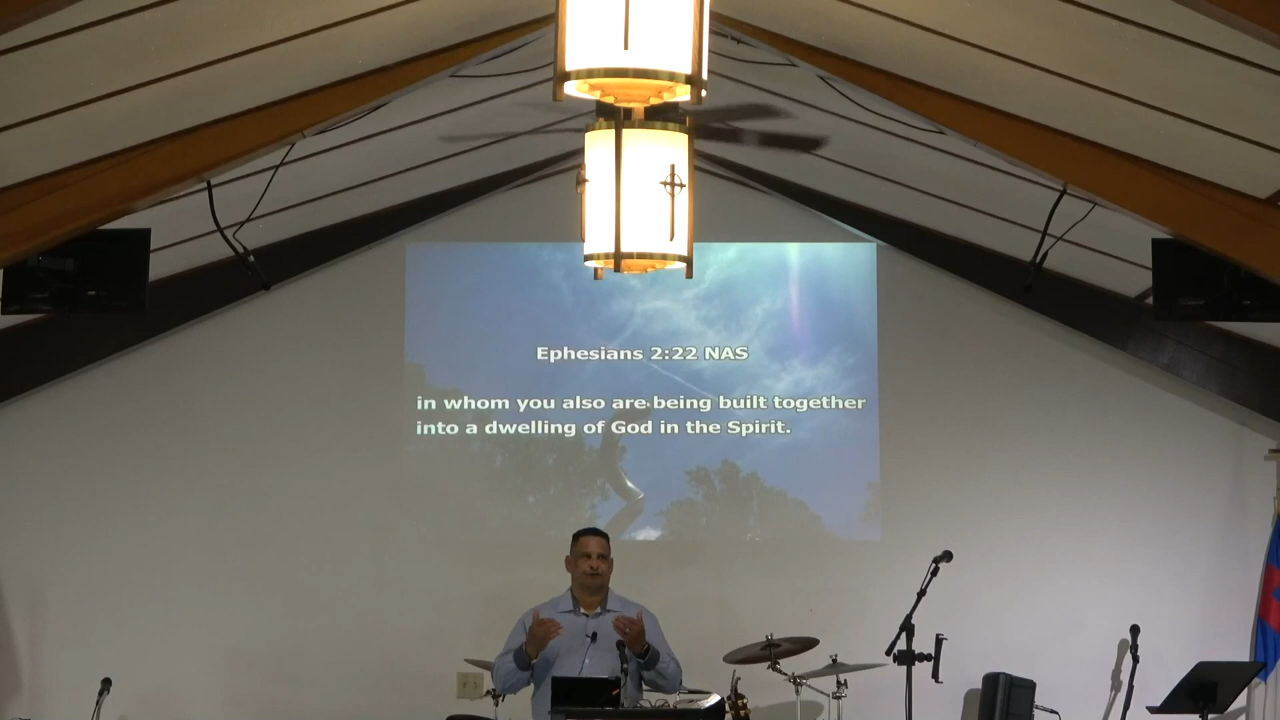 Ephesians 2:22 NAS
in whom you also are being built together
into a dwelling of God in the Spirit.